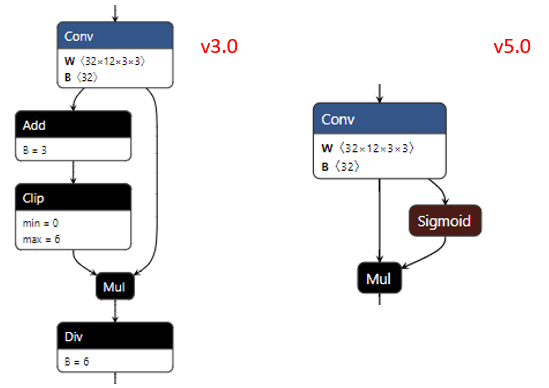 Conv
W 〈32×12×3×3〉
B 〈32〉
v3.0
Add
B = 3
Clip
min = 0
max = 6
Mul
Div
B = 6
v5.0
Conv
W 〈32×12×3×3〉
B 〈32〉
Sigmoid
Mul